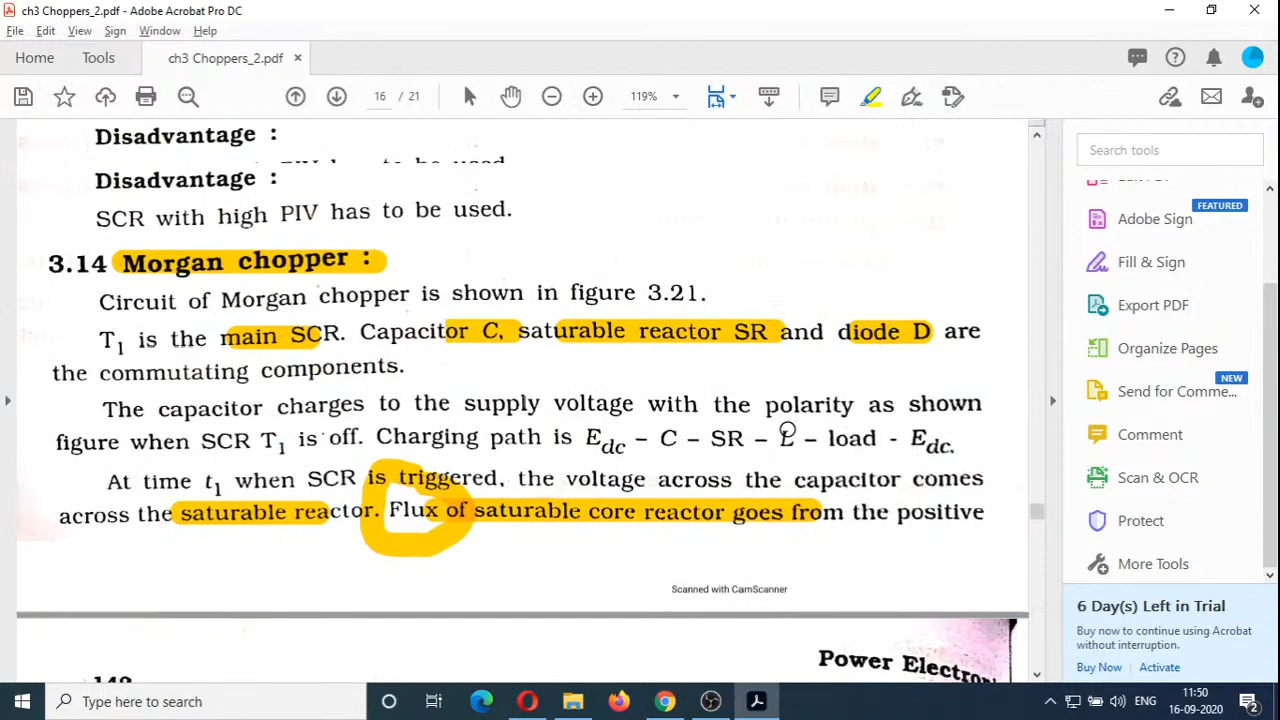 ch3 Choppers_2.pdf - Adobe Acrobat Pro DC
File Edit View Sign Window Help
Home Tools ch3 Choppers_2.pdf ×
16 / 21 119%
Disadvantage :
Disadvantage :
SCR with high PIV has to be used.
3.14 Morgan chopper :
Circuit of Morgan chopper is shown in figure 3.21.
T1 is the main SCR. Capacitor C, saturable reactor SR and diode D are
the commutating components.
The capacitor charges to the supply voltage with the polarity as shown
figure when SCR T1 is off. Charging path is Edc – C – SR – L – load - Edc.
At time t1 when SCR is triggered, the voltage across the capacitor comes
across the saturable reactor. Flux of saturable core reactor goes from the positive
Scanned with CamScanner
Power Electron
Search tools
FEATURED
Adobe Sign
Fill & Sign
Export PDF
Organize Pages
NEW
Send for Comme...
Comment
Scan & OCR
Protect
More Tools
6 Day(s) Left in Trial
Buy now to continue using Acrobat
without interruption.
Buy Now Activate
Type here to search
ENG
11:50
16-09-2020
2